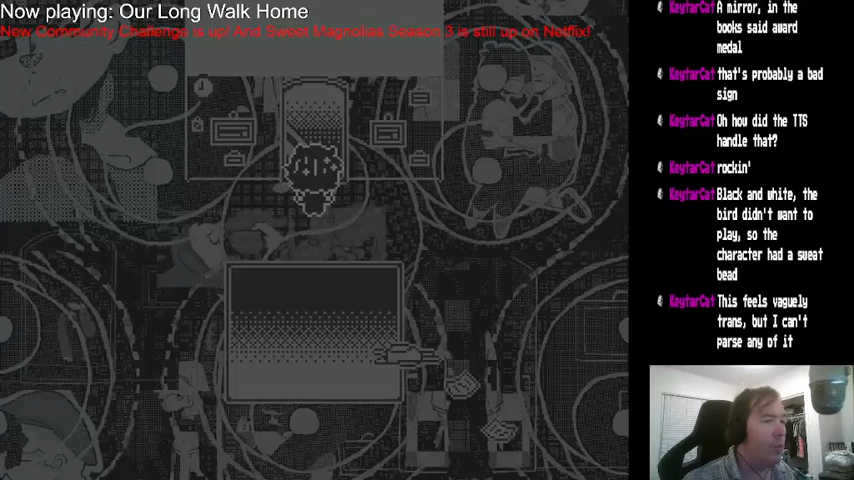 Now playing: Our Long Walk Home
New Community Challenge is up! And Sweet Magnolias Season 3 is still up on Netflix!
KeytarCat A mirror, in the
books said award
medal
KeytarCat that's probably a bad
sign
KeytarCat Oh how did the TTS
handle that?
KeytarCat rockin'
KeytarCat Black and white, the
bird didn't want to
play, so the
character had a sweat
bead
KeytarCat This feels vaguely
trans, but I can't
parse any of it